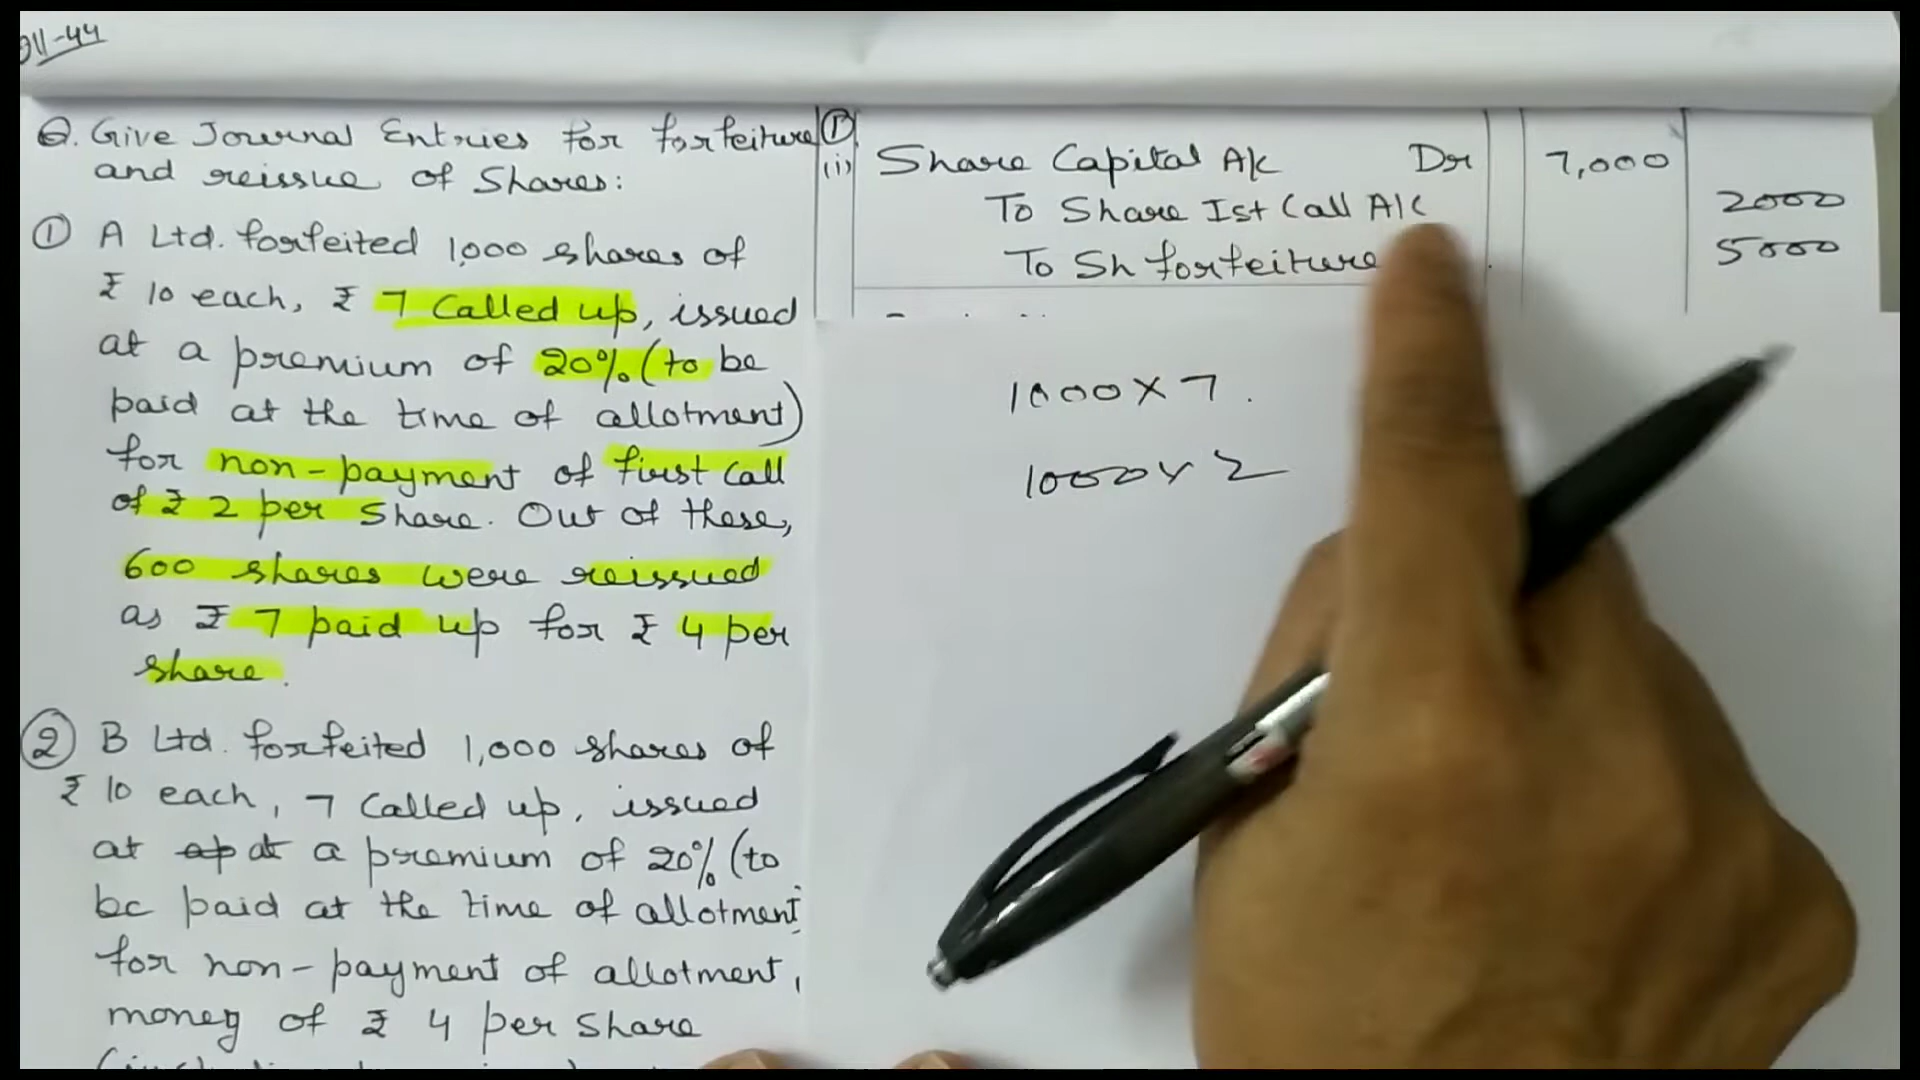 Q. Give Journal Entries for forfeiture
and reissue of Shares:
① A Ltd. forfeited 1,000 shares of
₹ 10 each, ₹ 7 Called up, issued
at a premium of 20% (to be
paid at the time of allotment)
for non-payment of first call
of ₹ 2 per Share. Out of these,
600 shares were reissued
as ₹ 7 paid up for ₹ 4 per
share.
② B Ltd. forfeited 1,000 shares of
₹ 10 each, 7 Called up, issued
at a premium of 20% (to
be paid at the time of allotment,
for non-payment of allotment,
money of ₹ 4 per share
①
(i) Share Capital A/c Dr 7,000
To Share Ist Call A/c 2000
To Sh forfeiture 5000
1000 × 7.
1000 × 2